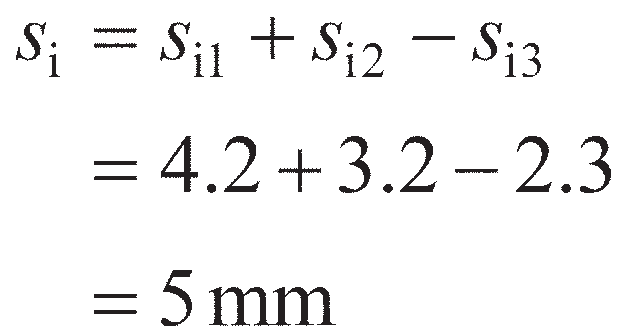 s_i = s_i1 + s_i2 − s_i3
= 4.2 + 3.2 − 2.3
= 5 mm